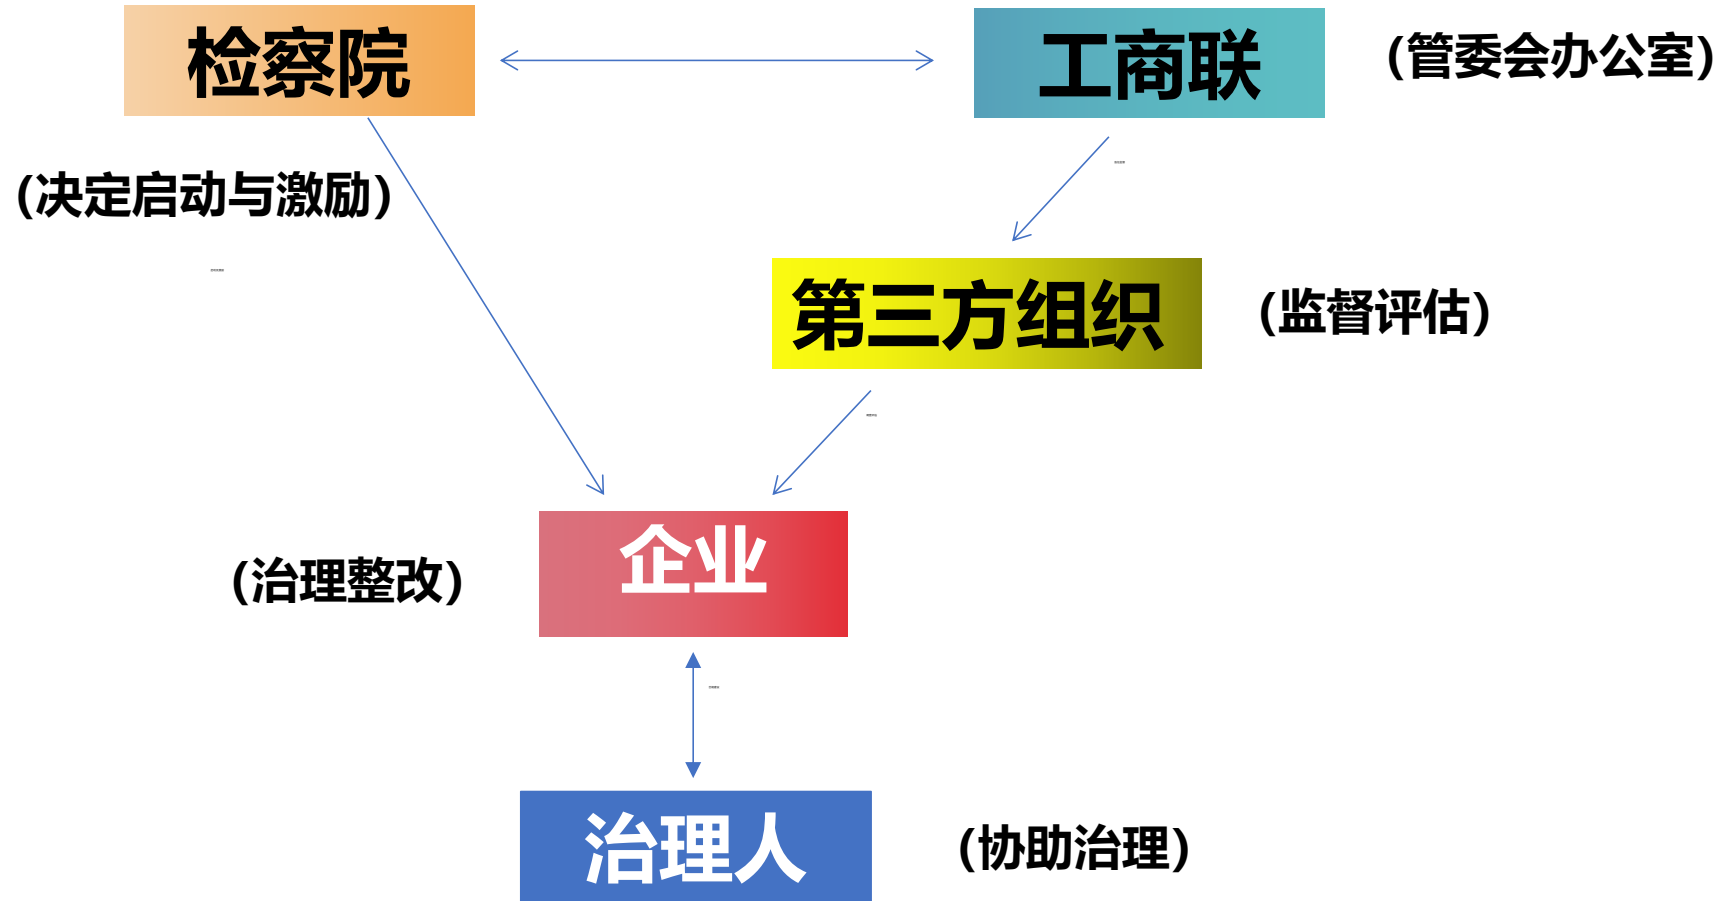 检察院
工商联
（管委会办公室）
（决定启动与激励）
第三方组织
（监督评估）
企业
（治理整改）
治理人
（协助治理）